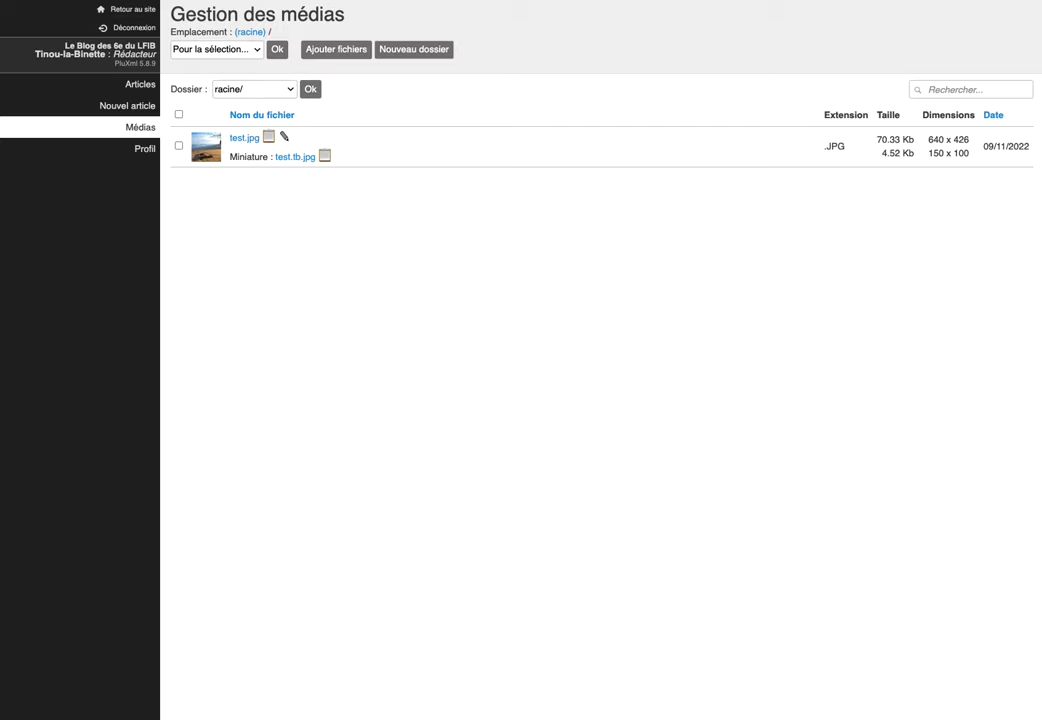 Retour au site
Déconnexion
Le Blog des 6e du LFIB
Tinou-la-Binette : Rédacteur
PluXml 5.8.9
Articles
Nouvel article
Médias
Profil
Gestion des médias
Emplacement : (racine) /
Pour la sélection... Ok Ajouter fichiers Nouveau dossier
Dossier : racine/ Ok Rechercher...
Nom du fichier Extension Taille Dimensions Date
test.jpg .JPG 70.33 Kb 640 x 426 09/11/2022
Miniature : test.tb.jpg 4.52 Kb 150 x 100